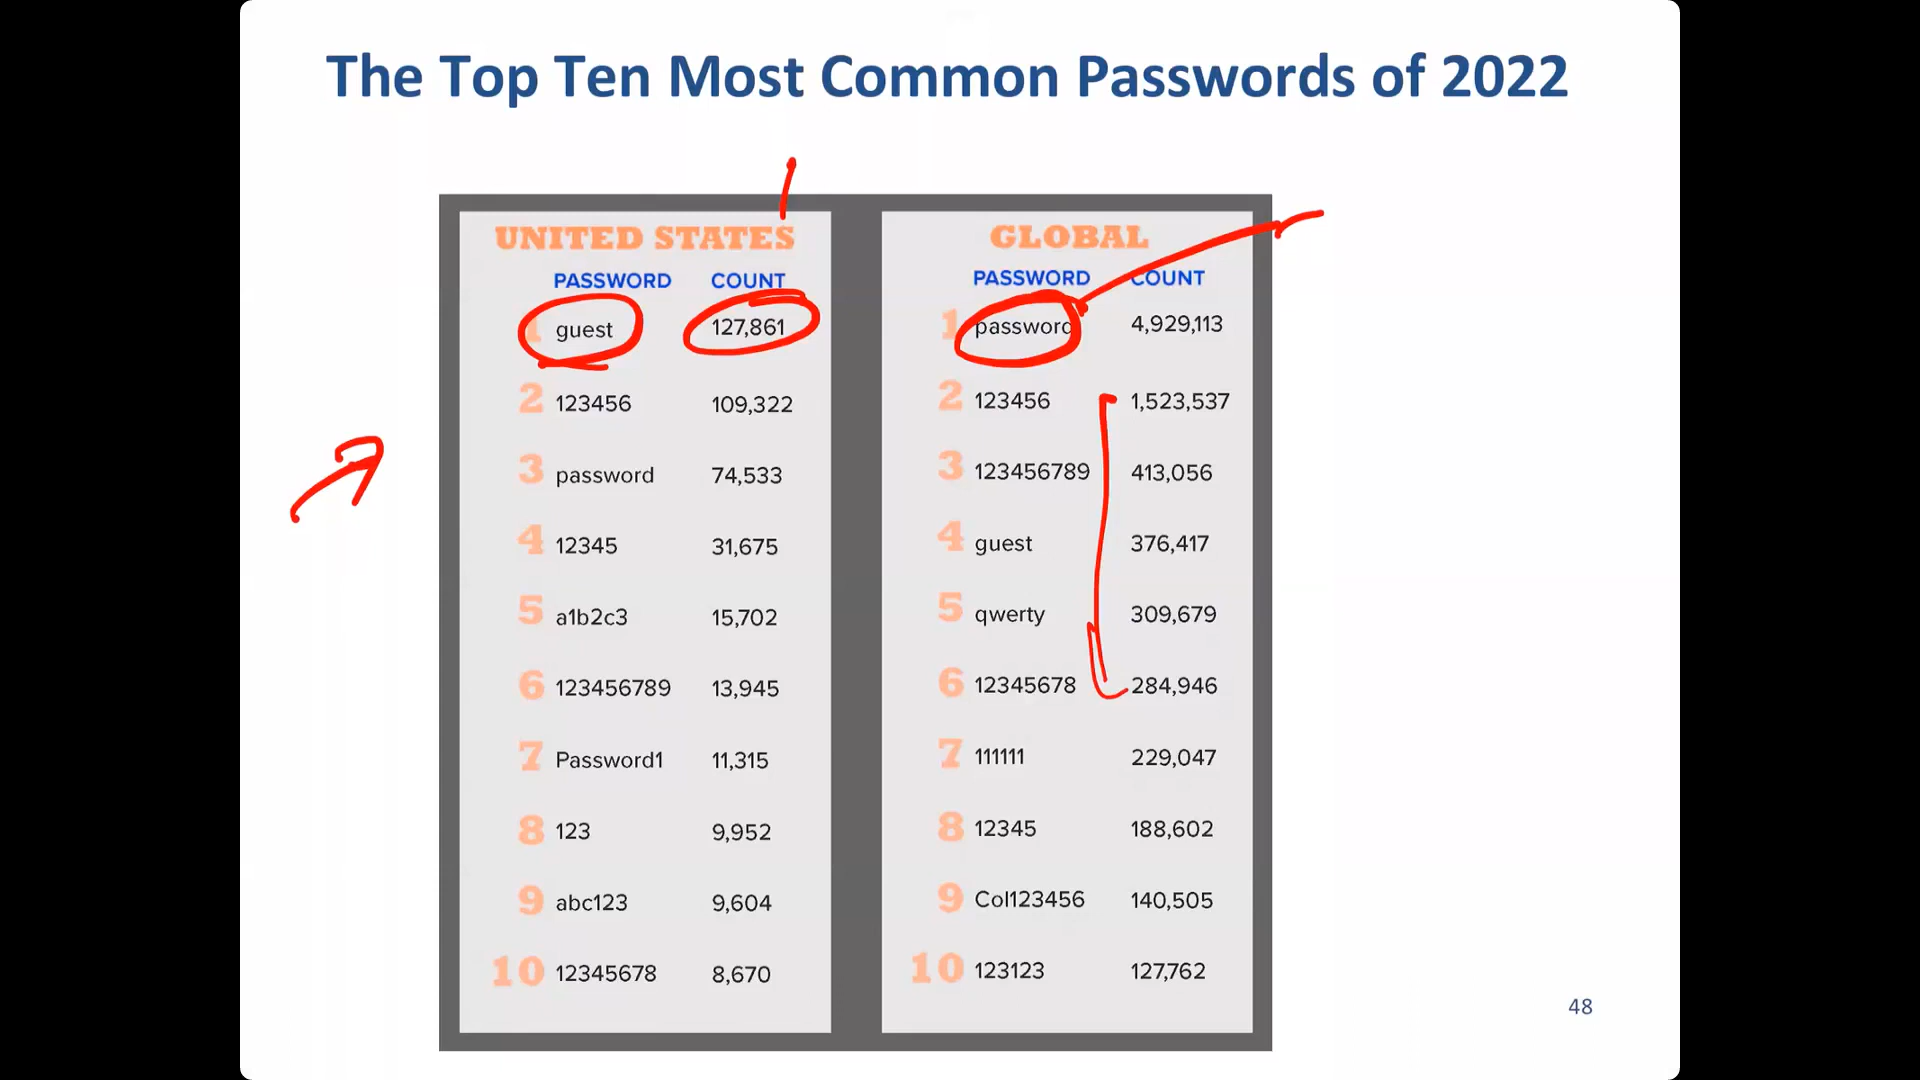 The Top Ten Most Common Passwords of 2022
UNITED STATES
PASSWORD COUNT
1 guest 127,861
2 123456 109,322
3 password 74,533
4 12345 31,675
5 a1b2c3 15,702
6 123456789 13,945
7 Password1 11,315
8 123 9,952
9 abc123 9,604
10 12345678 8,670
GLOBAL
PASSWORD COUNT
1 password 4,929,113
2 123456 1,523,537
3 123456789 413,056
4 guest 376,417
5 qwerty 309,679
6 12345678 284,946
7 111111 229,047
8 12345 188,602
9 Col123456 140,505
10 123123 127,762
48